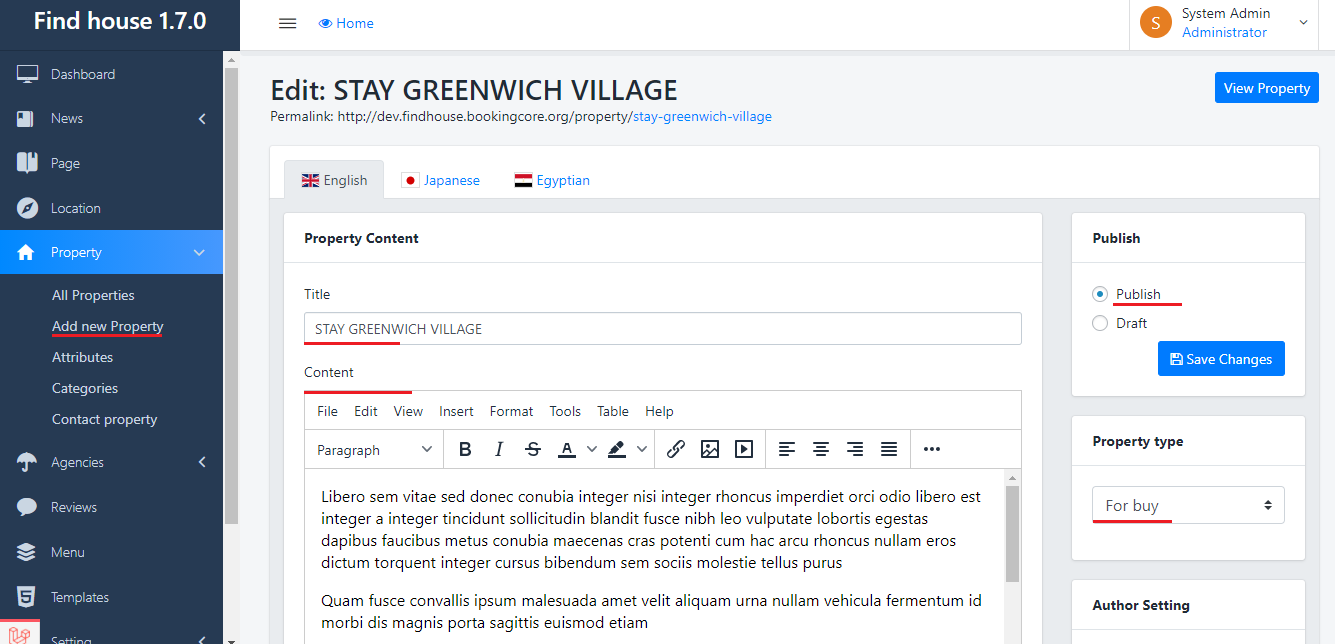 Find house 1.7.0
Home
S
System Admin
Administrator
Dashboard
News
Page
Location
Property
All Properties
Add new Property
Attributes
Categories
Contact property
Agencies
Reviews
Menu
Templates
Setting
Edit: STAY GREENWICH VILLAGE
View Property
Permalink: http://dev.findhouse.bookingcore.org/property/stay-greenwich-village
English
Japanese
Egyptian
Property Content
Title
STAY GREENWICH VILLAGE
Content
File Edit View Insert Format Tools Table Help
Paragraph B I S A
Libero sem vitae sed donec conubia integer nisi integer rhoncus imperdiet orci odio libero est
integer a integer tincidunt sollicitudin blandit fusce nibh leo vulputate lobortis egestas
dapibus faucibus metus conubia maecenas cras potenti cum hac arcu rhoncus nullam eros
dictum torquent integer cursus bibendum sem sociis molestie tellus purus
Quam fusce convallis ipsum malesuada amet velit aliquam urna nullam vehicula fermentum id
morbi dis magnis porta sagittis euismod etiam
Publish
Publish
Draft
Save Changes
Property type
For buy
Author Setting